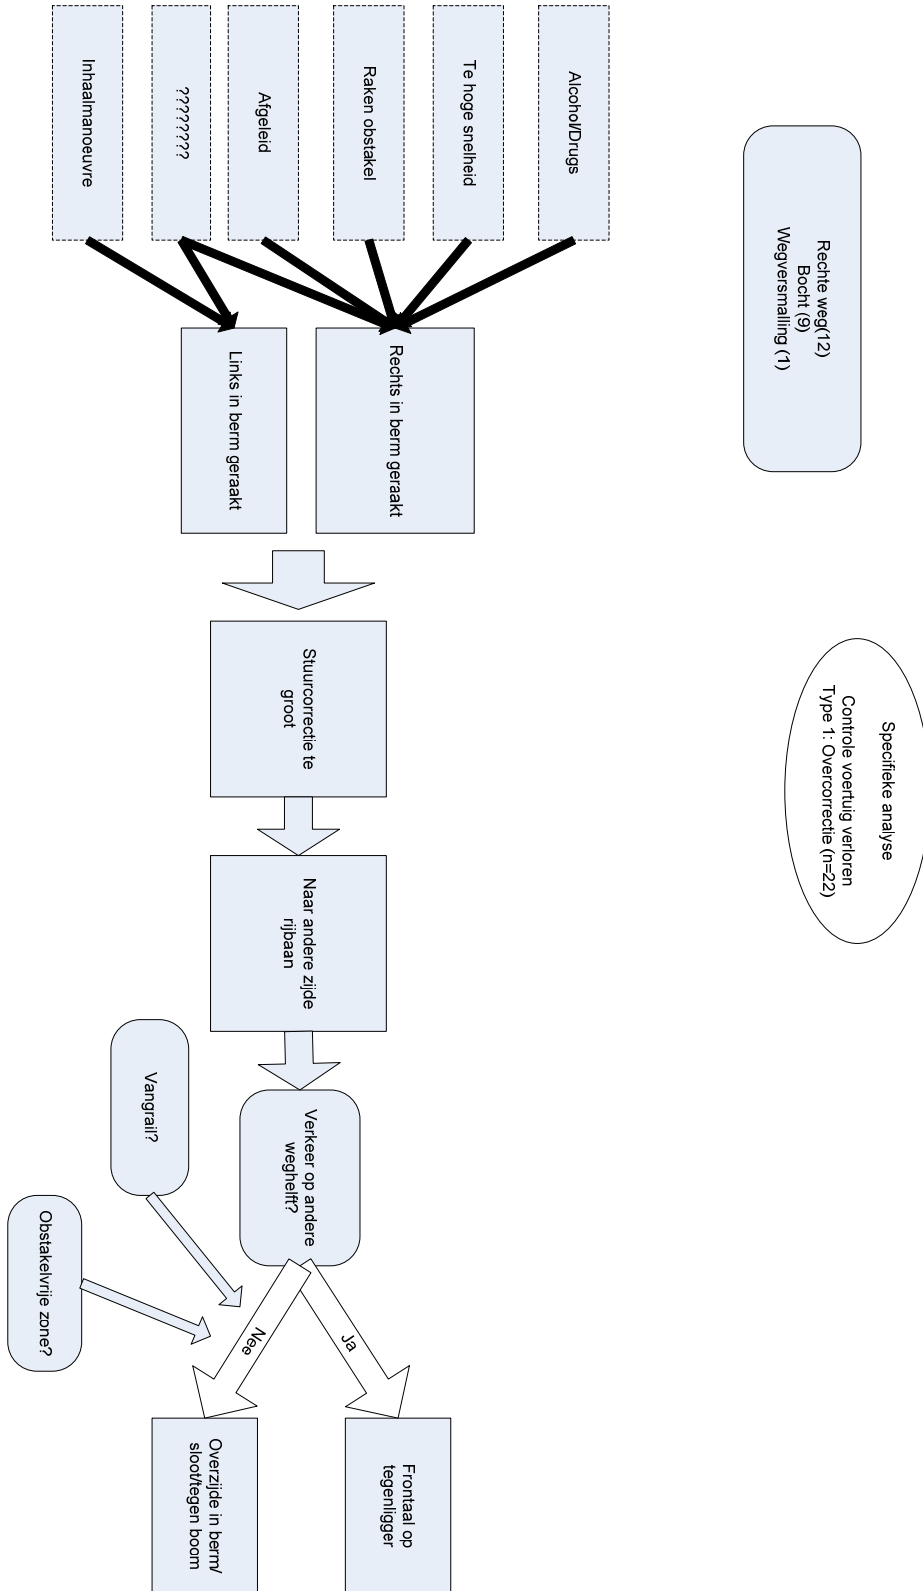 Specifieke analyse
Controle voertuig verloren
Type 1: Overcorrectie (n=22)
Rechte weg(12)
Bocht (9)
Wegversmalling (1)
Alcohol/Drugs
Te hoge snelheid
Raken obstakel
Afgeleid
????????
Inhaalmanoeuvre
Rechts in berm geraakt
Links in berm geraakt
Stuurcorrectie te
groot
Naar andere zijde
rijbaan
Verkeer op andere
weghelft?
Vangrail?
Obstakelvrije zone?
Ja
Nee
Frontaal op
tegenligger
Overzijde in berm/
sloot/tegen boom